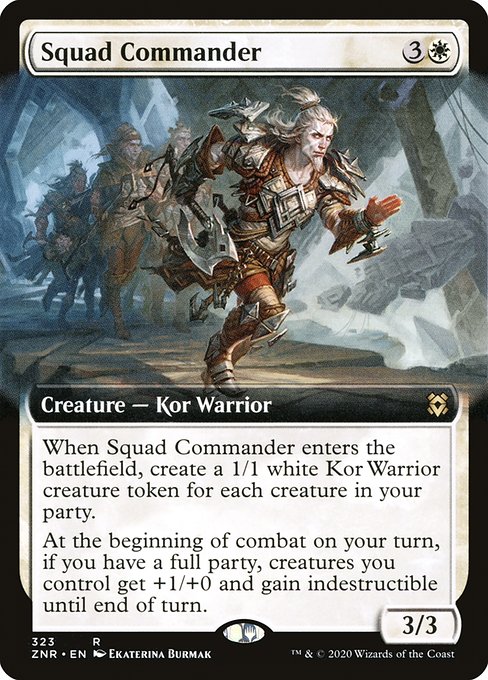 Squad Commander 3
Creature — Kor Warrior
When Squad Commander enters the
battlefield, create a 1/1 white Kor Warrior
creature token for each creature in your
party.
At the beginning of combat on your turn,
if you have a full party, creatures you
control get +1/+0 and gain indestructible
until end of turn.
3/3
323 R
ZNR • EN Ekaterina Burmak
™ & © 2020 Wizards of the Coast